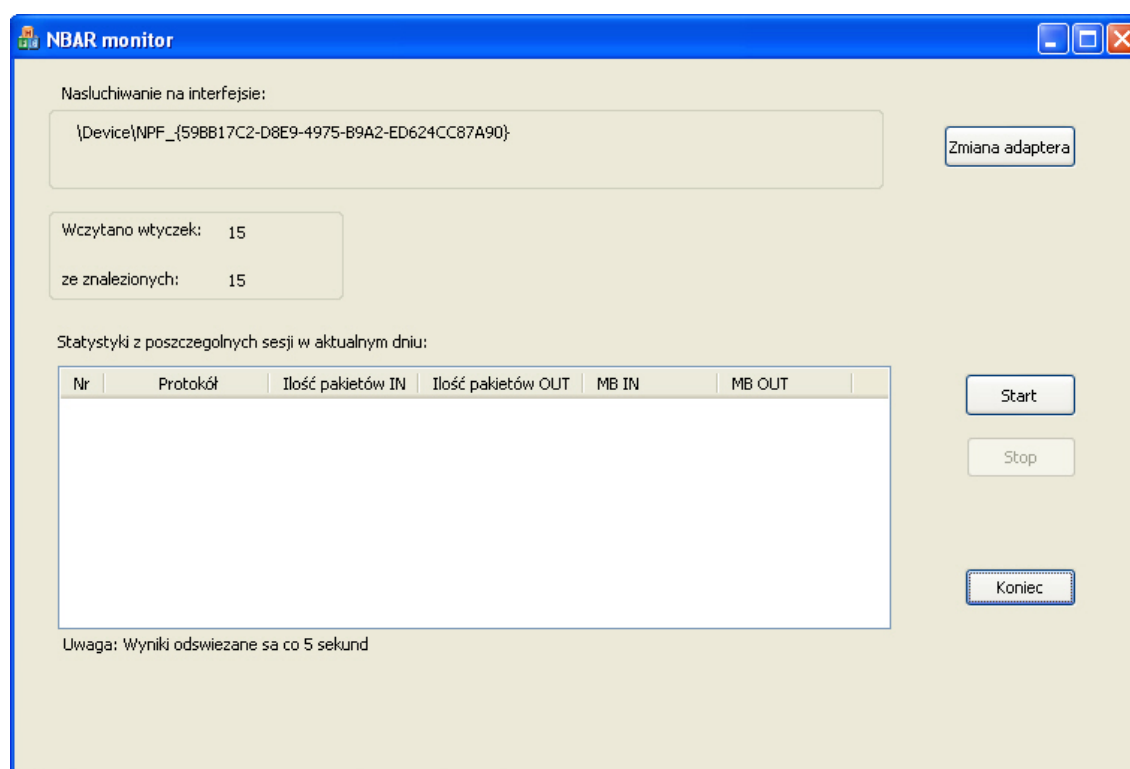 NBAR monitor
Nasluchiwanie na interfejsie:
\Device\NPF_{59BB17C2-D8E9-4975-B9A2-ED624CC87A90}
Zmiana adaptera
Wczytano wtyczek: 15
ze znalezionych: 15
Statystyki z poszczegolnych sesji w aktualnym dniu:
Nr Protokół Ilość pakietów IN Ilość pakietów OUT MB IN MB OUT
Start
Stop
Koniec
Uwaga: Wyniki odswiezane sa co 5 sekund